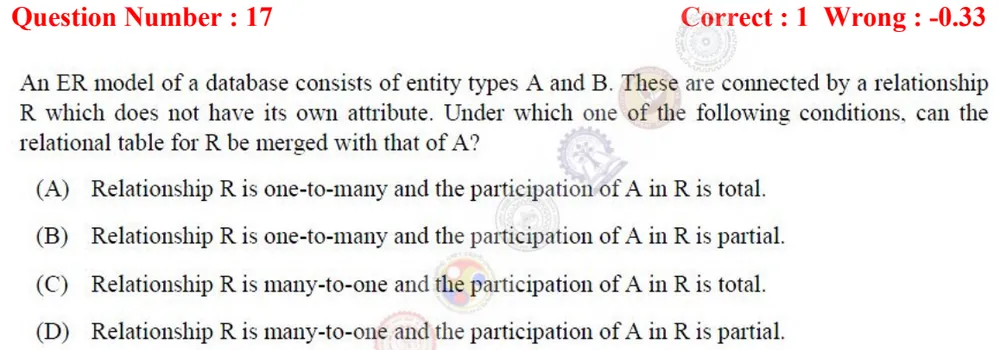 Question Number : 17 Correct : 1 Wrong : -0.33
An ER model of a database consists of entity types A and B. These are connected by a relationship
R which does not have its own attribute. Under which one of the following conditions, can the
relational table for R be merged with that of A?
(A) Relationship R is one-to-many and the participation of A in R is total.
(B) Relationship R is one-to-many and the participation of A in R is partial.
(C) Relationship R is many-to-one and the participation of A in R is total.
(D) Relationship R is many-to-one and the participation of A in R is partial.